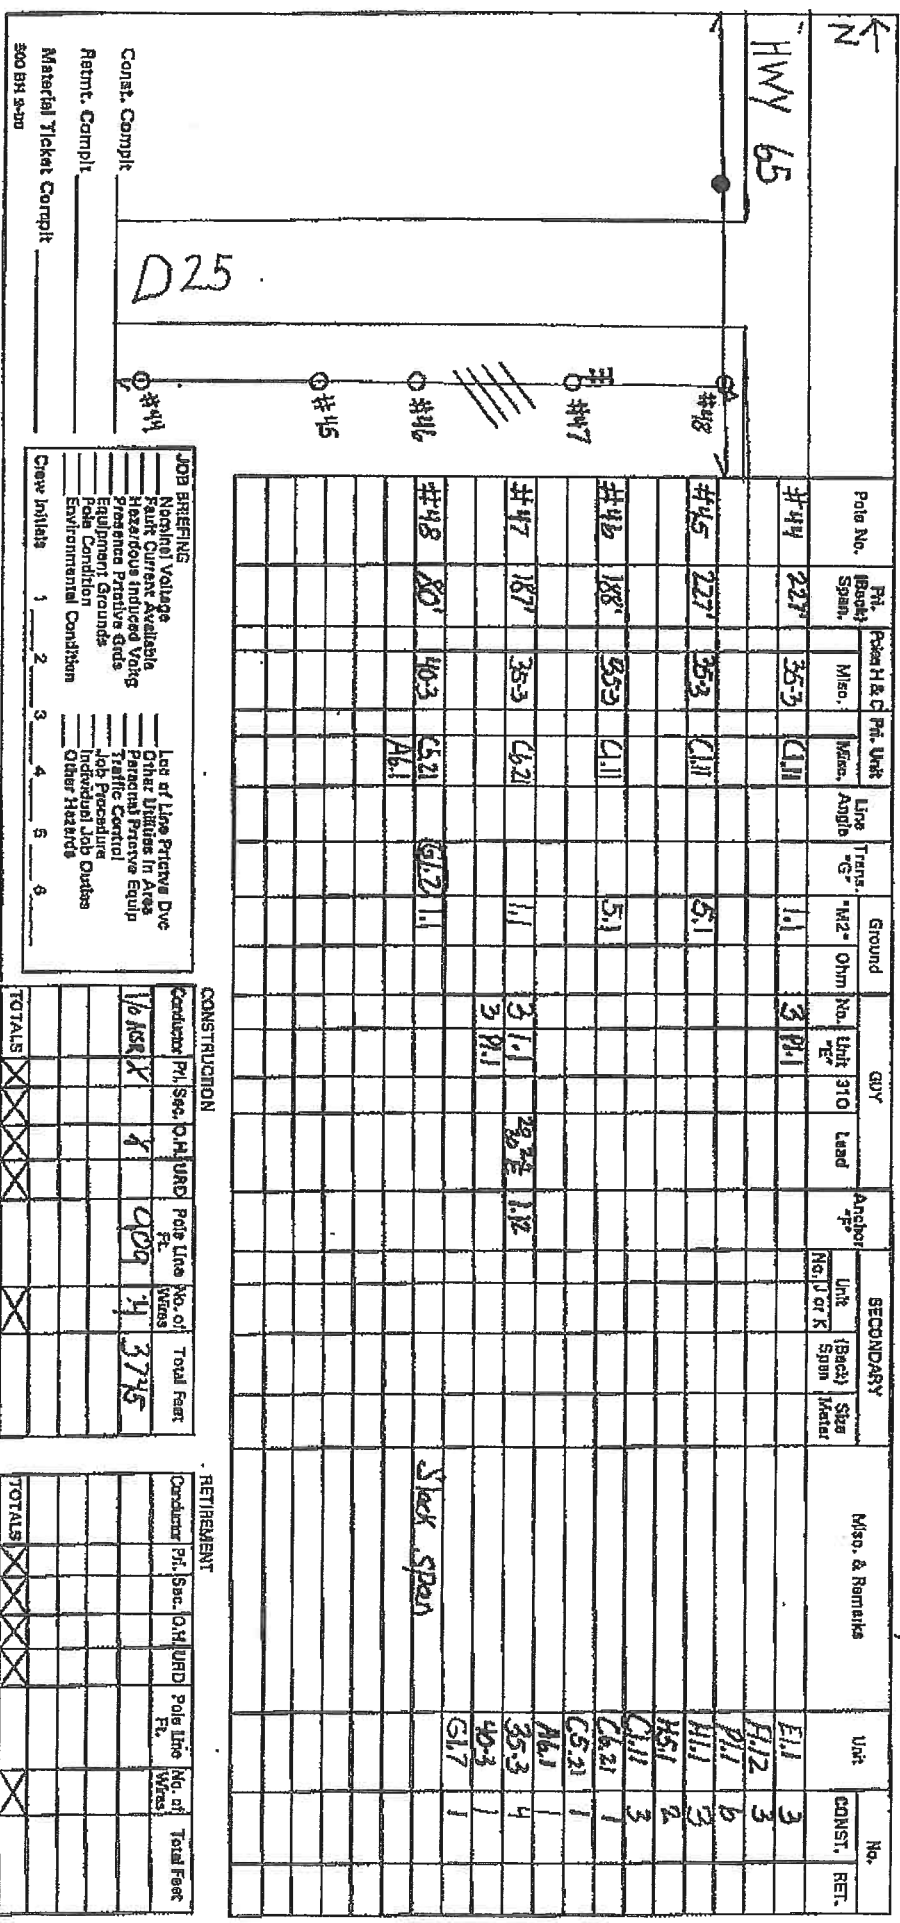 ← N
"HWY 65
D25
#44
#45
#46
#47
#48
Const. Complt
Retmt. Complt
Material Ticket Complt
JOB BRIEFING
Nominal Voltage
Fault Current Available
Hazardous Induced Voltg
Presence Prtative Grds
Equipment Grounds
Pole Condition
Environmental Condition
Loc of Line Prtctve Dvc
Other Utilities In Area
Personal Prtctve Equip
Traffic Control
Job Procedure
Individual Job Duties
Other Hazards
Crew Initials 1 2 3 4 5 6
Pole No. Pri. (Back) Span. Poles H & C Misc. Pri. Unit Misc. Line Angle Trans. "G" Ground "M2" Ohm GUY No. Unit "E" 310 Lead Anchor "F" SECONDARY Unit No. J or K (Back) Span Size Meter Misc. & Remarks Unit No. CONST. RET.
#44 227' 35-3 C1.11 1.1 3 P1.1
#45 227' 35-3 C1.11 5.1
#46 188' 35-3 C1.11 5.1
#47 187' 35-3 C6.21 1.1 3 1.1 1.12
3 P1.1
#48 80' 40-3 C5.21 1.1 Slack Span
A6.1
E1.1 3
F1.12 3
P1.1 6
H1.1 3
H5.1 2
C1.11 3
C6.21 1
C5.21 1
A6.1 1
35-3 4
40-3 1
G1.7 1
CONSTRUCTION
Conductor Pri. Sec. O.H. URD Pole Line Ft. No. of Wires Total Feet
1/0 ACSR X X 909 4 3745
TOTALS
RETIREMENT
Conductor Pri. Sec. O.H. URD Pole Line Ft. No. of Wires Total Feet
TOTALS